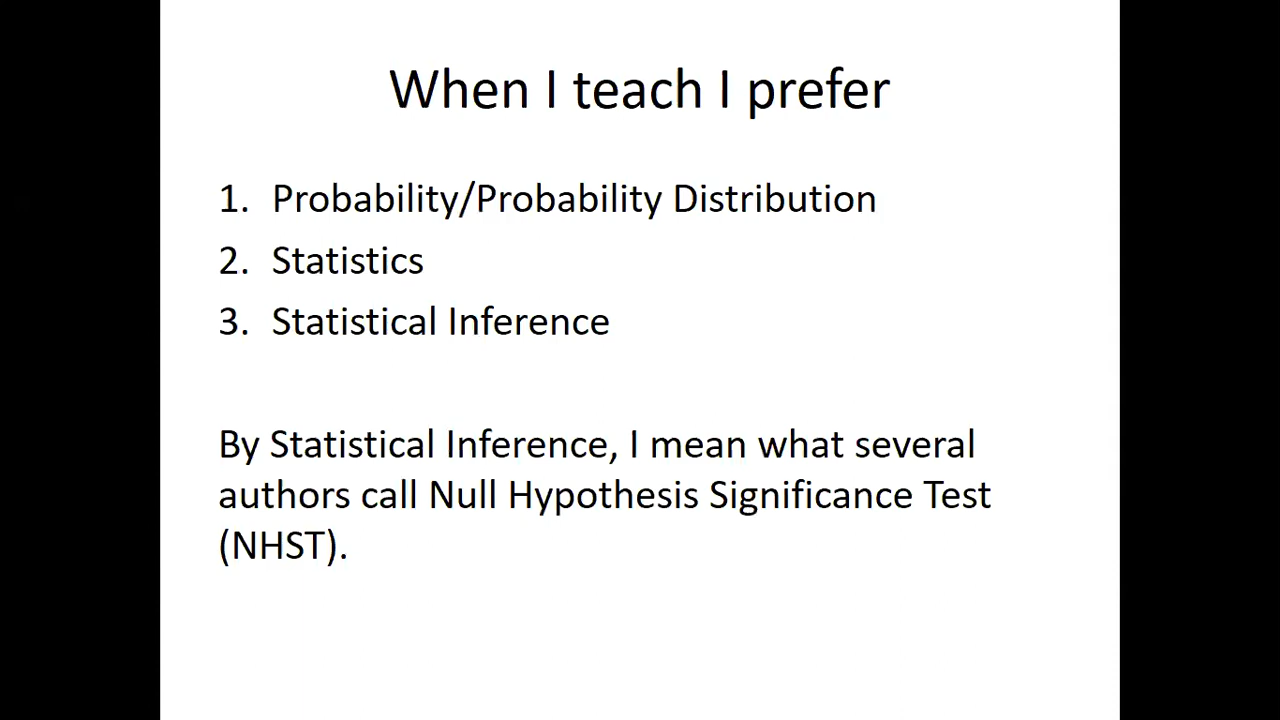 When I teach I prefer
1. Probability/Probability Distribution
2. Statistics
3. Statistical Inference
By Statistical Inference, I mean what several
authors call Null Hypothesis Significance Test
(NHST).